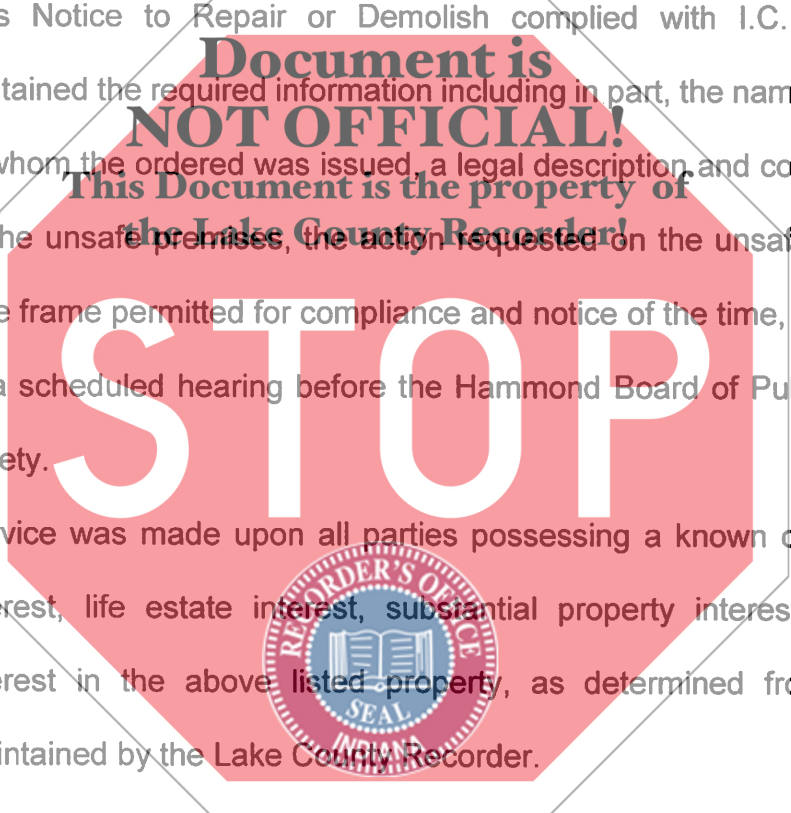 s Notice to Repair or Demolish complied with I.C.
Document is
tained the required information including in part, the nam
NOT OFFICIAL!
whom the ordered was issued, a legal description and co
This Document is the property of
the Lake County Recorder!
he unsafe premises, the action requested on the unsaf
e frame permitted for compliance and notice of the time,
a scheduled hearing before the Hammond Board of Pu
STOP
ety.
vice was made upon all parties possessing a known
RECORDER'S OFFICE
erest, life estate interest, substantial property interes
erest in the above listed property, as determined fro
SEAL
INDIANA
intained by the Lake County Recorder.